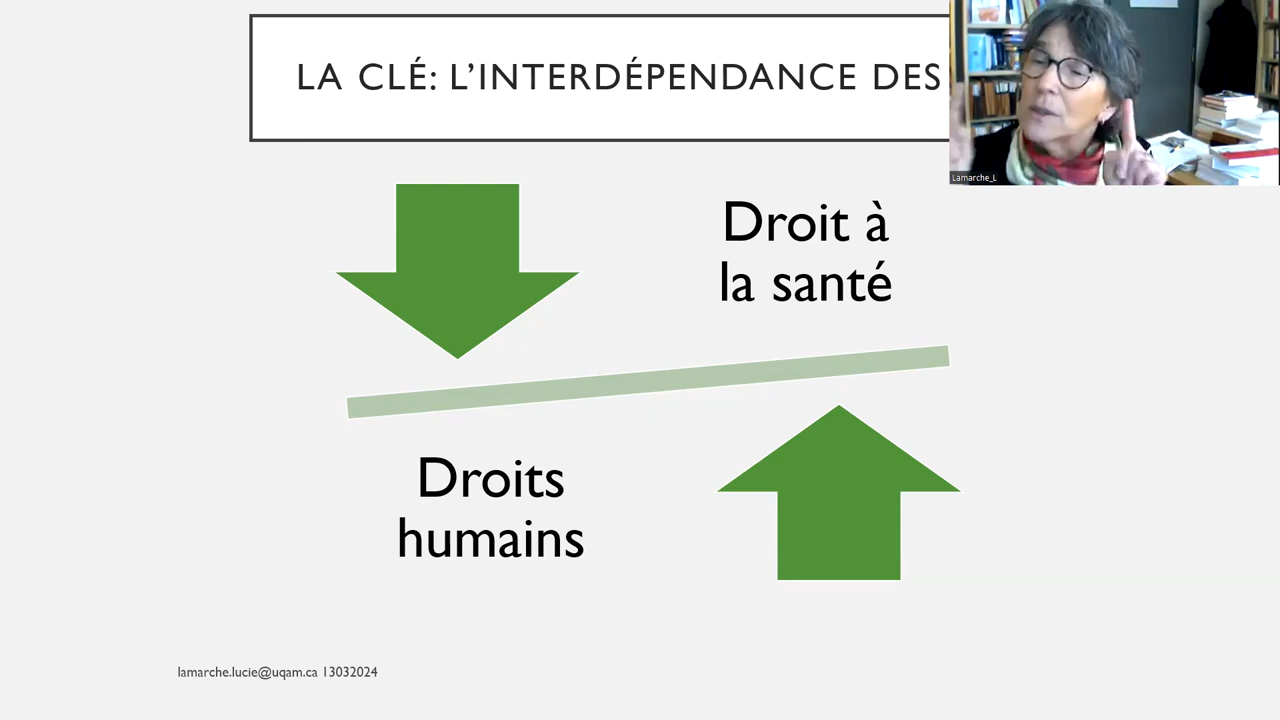 LA CLÉ: L’INTERDÉPENDANCE DES
Lamarche_L
Droit à
la santé
Droits
humains
lamarche.lucie@uqam.ca 13032024